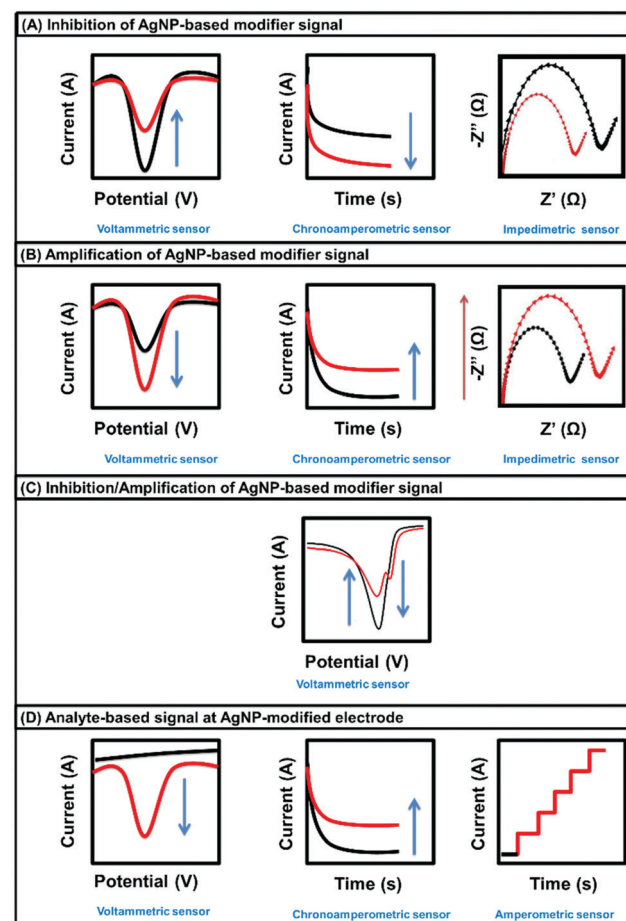 (A) Inhibition of AgNP-based modifier signal
Current (A)
Potential (V)
Voltammetric sensor
Current (A)
Time (s)
Chronoamperometric sensor
-Z″ (Ω)
Z' (Ω)
Impedimetric sensor
(B) Amplification of AgNP-based modifier signal
Current (A)
Potential (V)
Voltammetric sensor
Current (A)
Time (s)
Chronoamperometric sensor
-Z″ (Ω)
Z' (Ω)
Impedimetric sensor
(C) Inhibition/Amplification of AgNP-based modifier signal
Current (A)
Potential (V)
Voltammetric sensor
(D) Analyte-based signal at AgNP-modified electrode
Current (A)
Potential (V)
Voltammetric sensor
Current (A)
Time (s)
Chronoamperometric sensor
Current (A)
Time (s)
Amperometric sensor